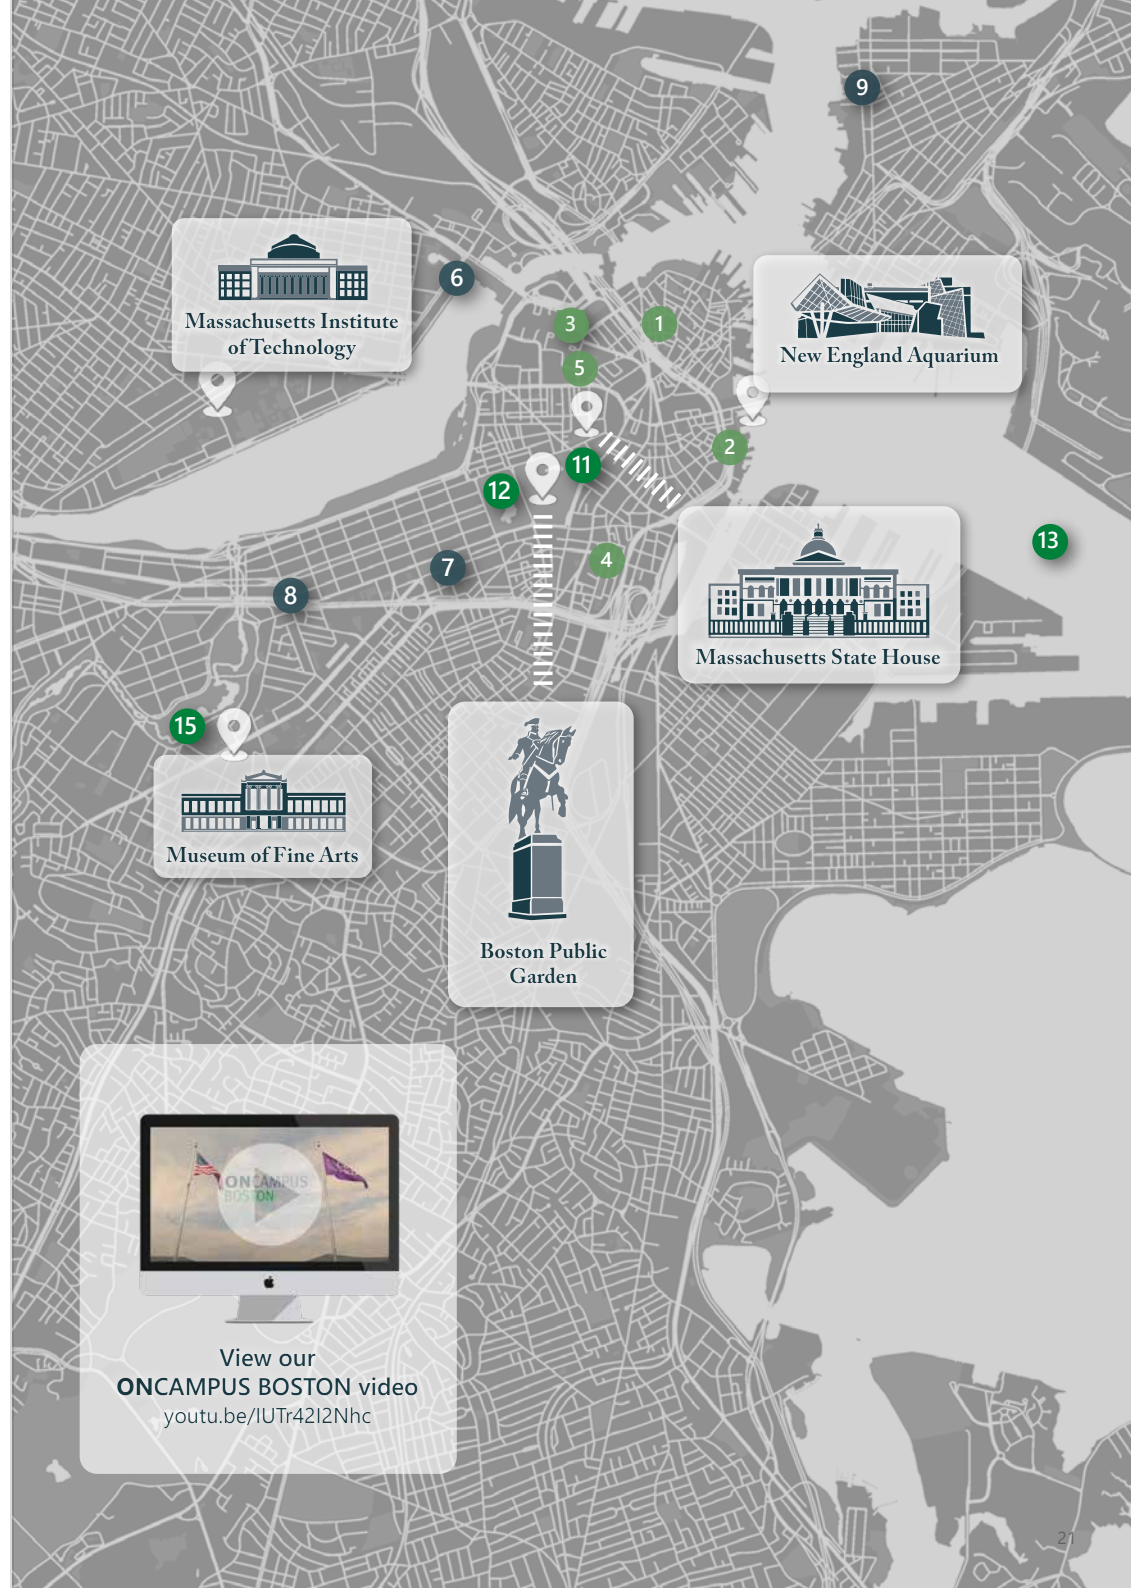 9
Massachusetts Institute
of Technology
6
New England Aquarium
3
1
5
2
11
12
13
4
7
8
Massachusetts State House
15
Museum of Fine Arts
Boston Public
Garden
ONCAMPUS
BOSTON
View our
ONCAMPUS BOSTON video
youtu.be/IUTr42I2Nhc
21